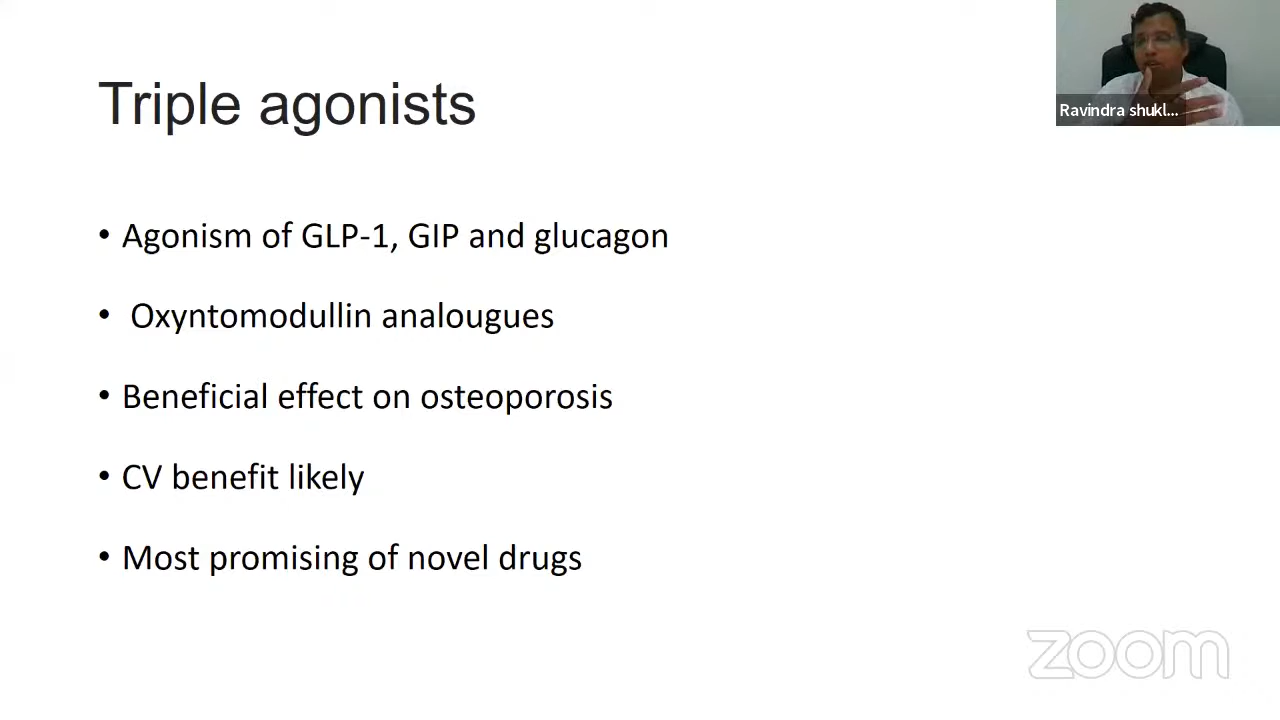 Triple agonists
Ravindra shukl...
• Agonism of GLP-1, GIP and glucagon
• Oxyntomodullin analougues
• Beneficial effect on osteoporosis
• CV benefit likely
• Most promising of novel drugs
zoom